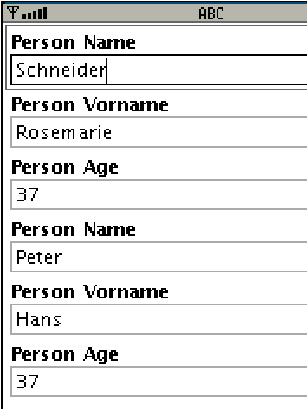 ABC
Person Name
Schneider
Person Vorname
Rosemarie
Person Age
37
Person Name
Peter
Person Vorname
Hans
Person Age
37